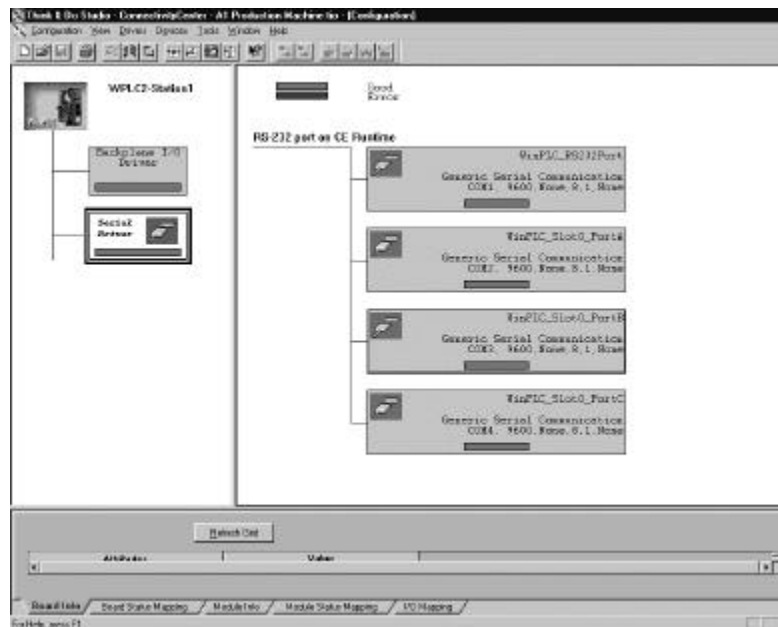 Think & Do Studio - ConnectivityCenter - A1 Production Machine.tio - [Configuration]
Configuration View Drivers Devices Tools Window Help
WPLC2-Station1
Backplane I/O
Driver
Serial
Driver
Good
Error
RS-232 port on CE Runtime
WinPLC_RS232Port
Generic Serial Communication
COM1, 9600,None,8,1,None
WinPLC_Slot0_PortA
Generic Serial Communication
COM2, 9600,None,8,1,None
WinPLC_Slot0_PortB
Generic Serial Communication
COM3, 9600,None,8,1,None
WinPLC_Slot0_PortC
Generic Serial Communication
COM4, 9600,None,8,1,None
Refresh Grid
Attributes Value
Board Info Board Status Mapping Module Info Module Status Mapping I/O Mapping
For Help, press F1